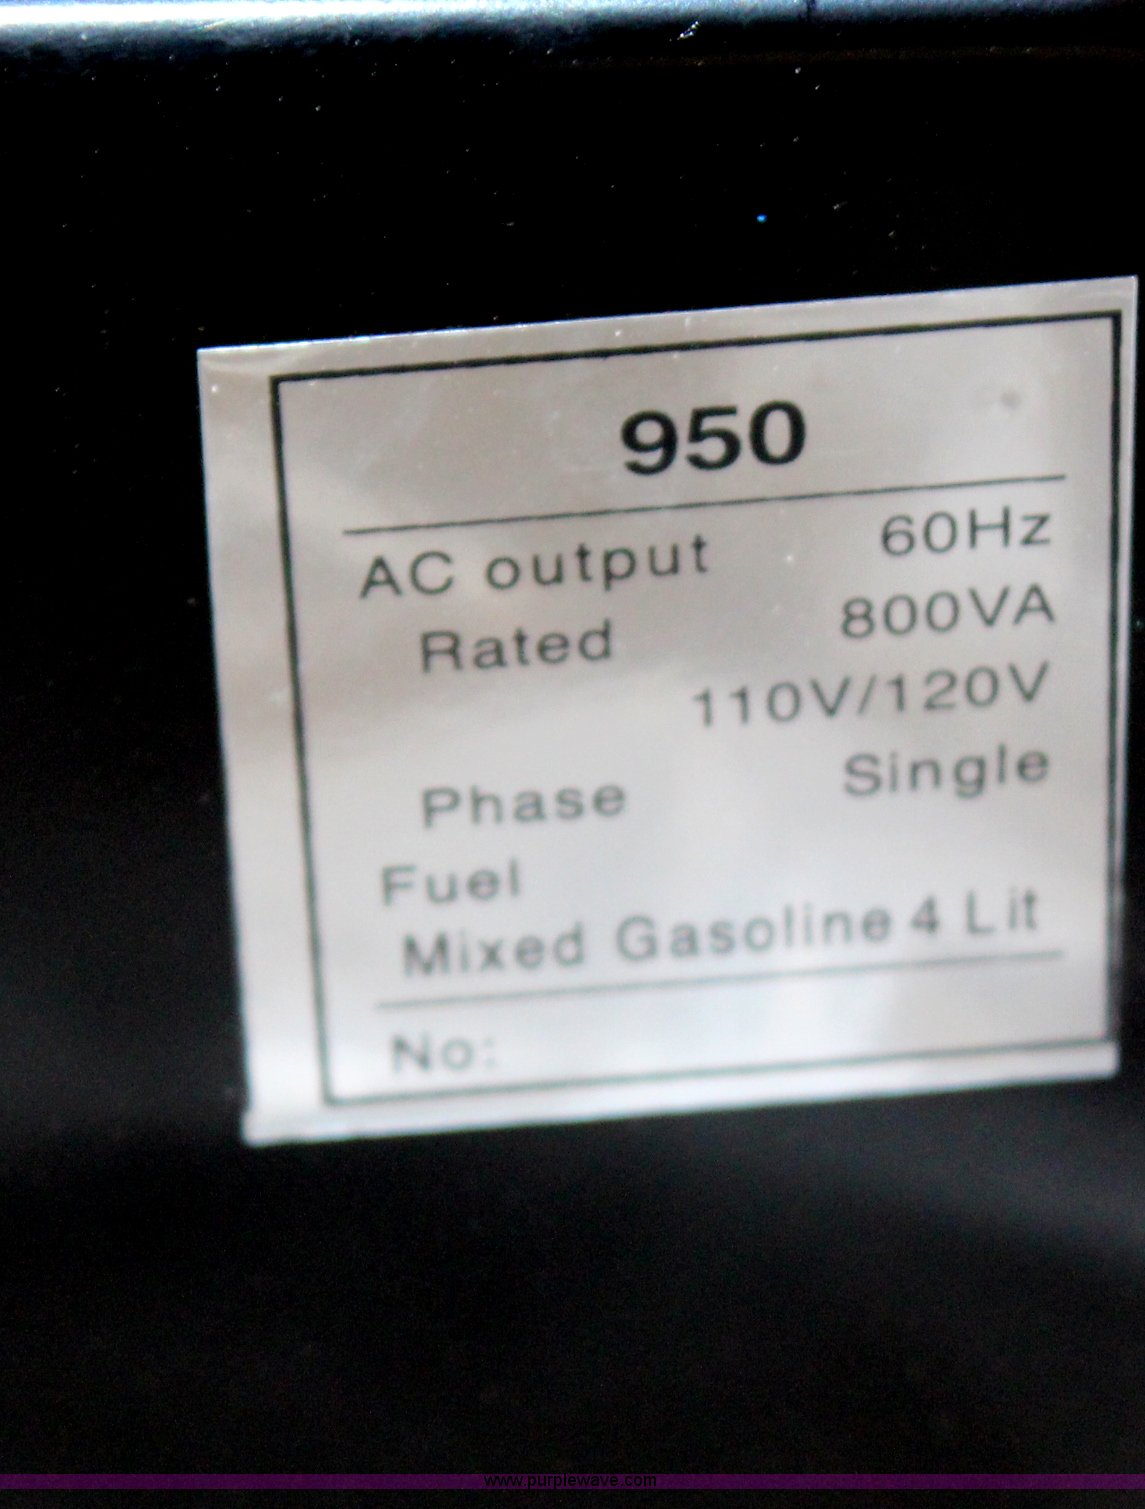 950
AC output 60Hz
Rated 800VA
110V/120V
Phase Single
Fuel
Mixed Gasoline 4 Lit
No:
www.purplewave.com